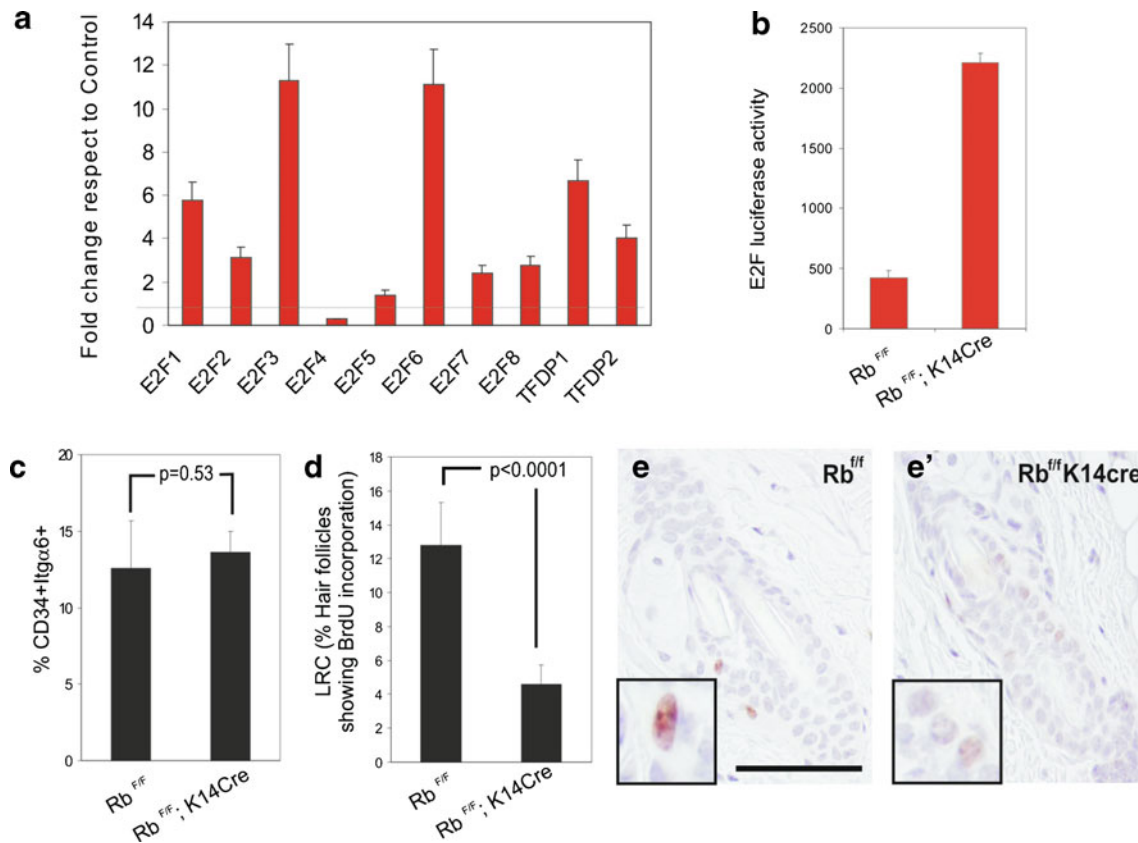 a
Fold change respect to Control
14
12
10
8
6
4
2
0
E2F1
E2F2
E2F3
E2F4
E2F5
E2F6
E2F7
E2F8
TFDP1
TFDP2
b
E2F luciferase activity
2500
2000
1500
1000
500
0
Rb F/F
Rb F/F; K14Cre
c
% CD34+Itgα6+
20
15
10
5
0
p=0.53
Rb F/F
Rb F/F; K14Cre
d
LRC (% Hair follicles
showing BrdU incorporation)
18
16
14
12
10
8
6
4
2
0
p<0.0001
Rb F/F
Rb F/F; K14Cre
e
Rb f/f
e'
Rb f/f K14cre